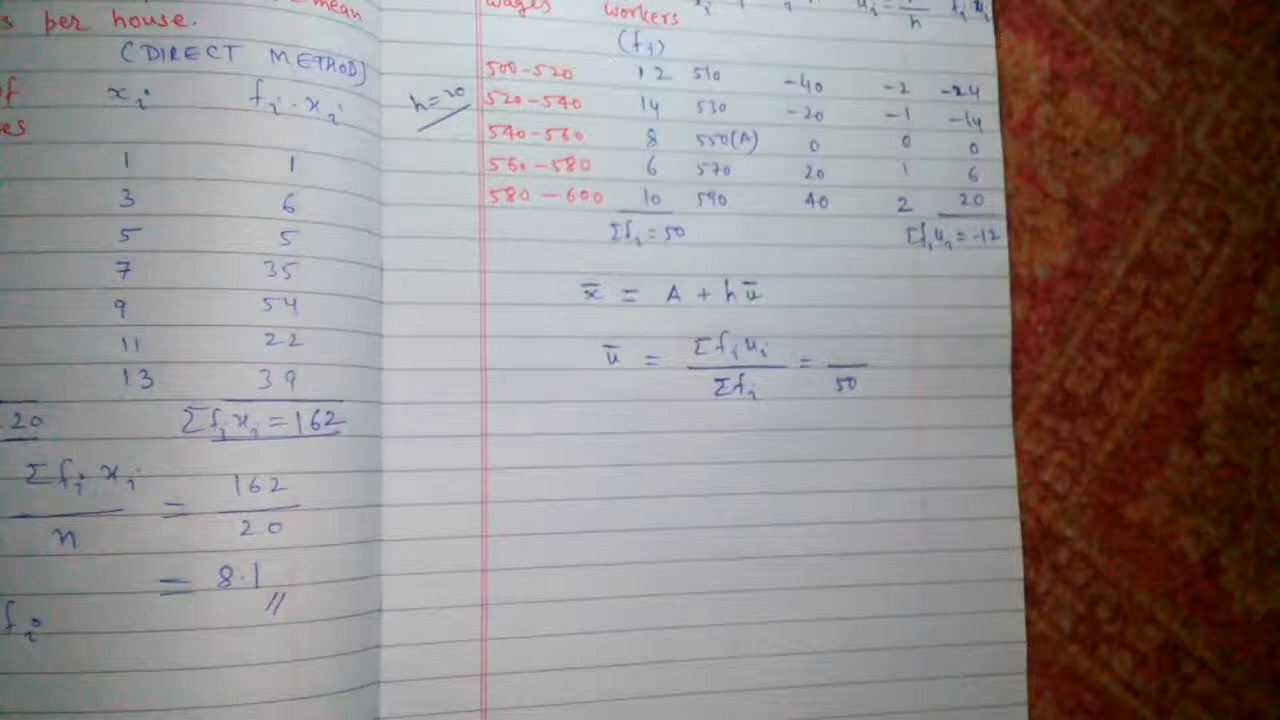 mean
s per house.
(DIRECT METHOD)
of xᵢ fᵢ·xᵢ
es
1 1
3 6
5 5
7 35
9 54
11 22
13 39
20 Σfᵢxᵢ = 162
Σfᵢxᵢ / n = 162 / 20
= 8.1 //
fᵢ
h = 20
wages workers
(fᵢ)
500-520 12 510 -40 -2 -24
520-540 14 530 -20 -1 -14
540-560 8 550(A) 0 0 0
560-580 6 570 20 1 6
580-600 10 590 40 2 20
Σfᵢ = 50 Σfᵢuᵢ = -12
x̄ = A + hū
ū = Σfᵢuᵢ / Σfᵢ = / 50